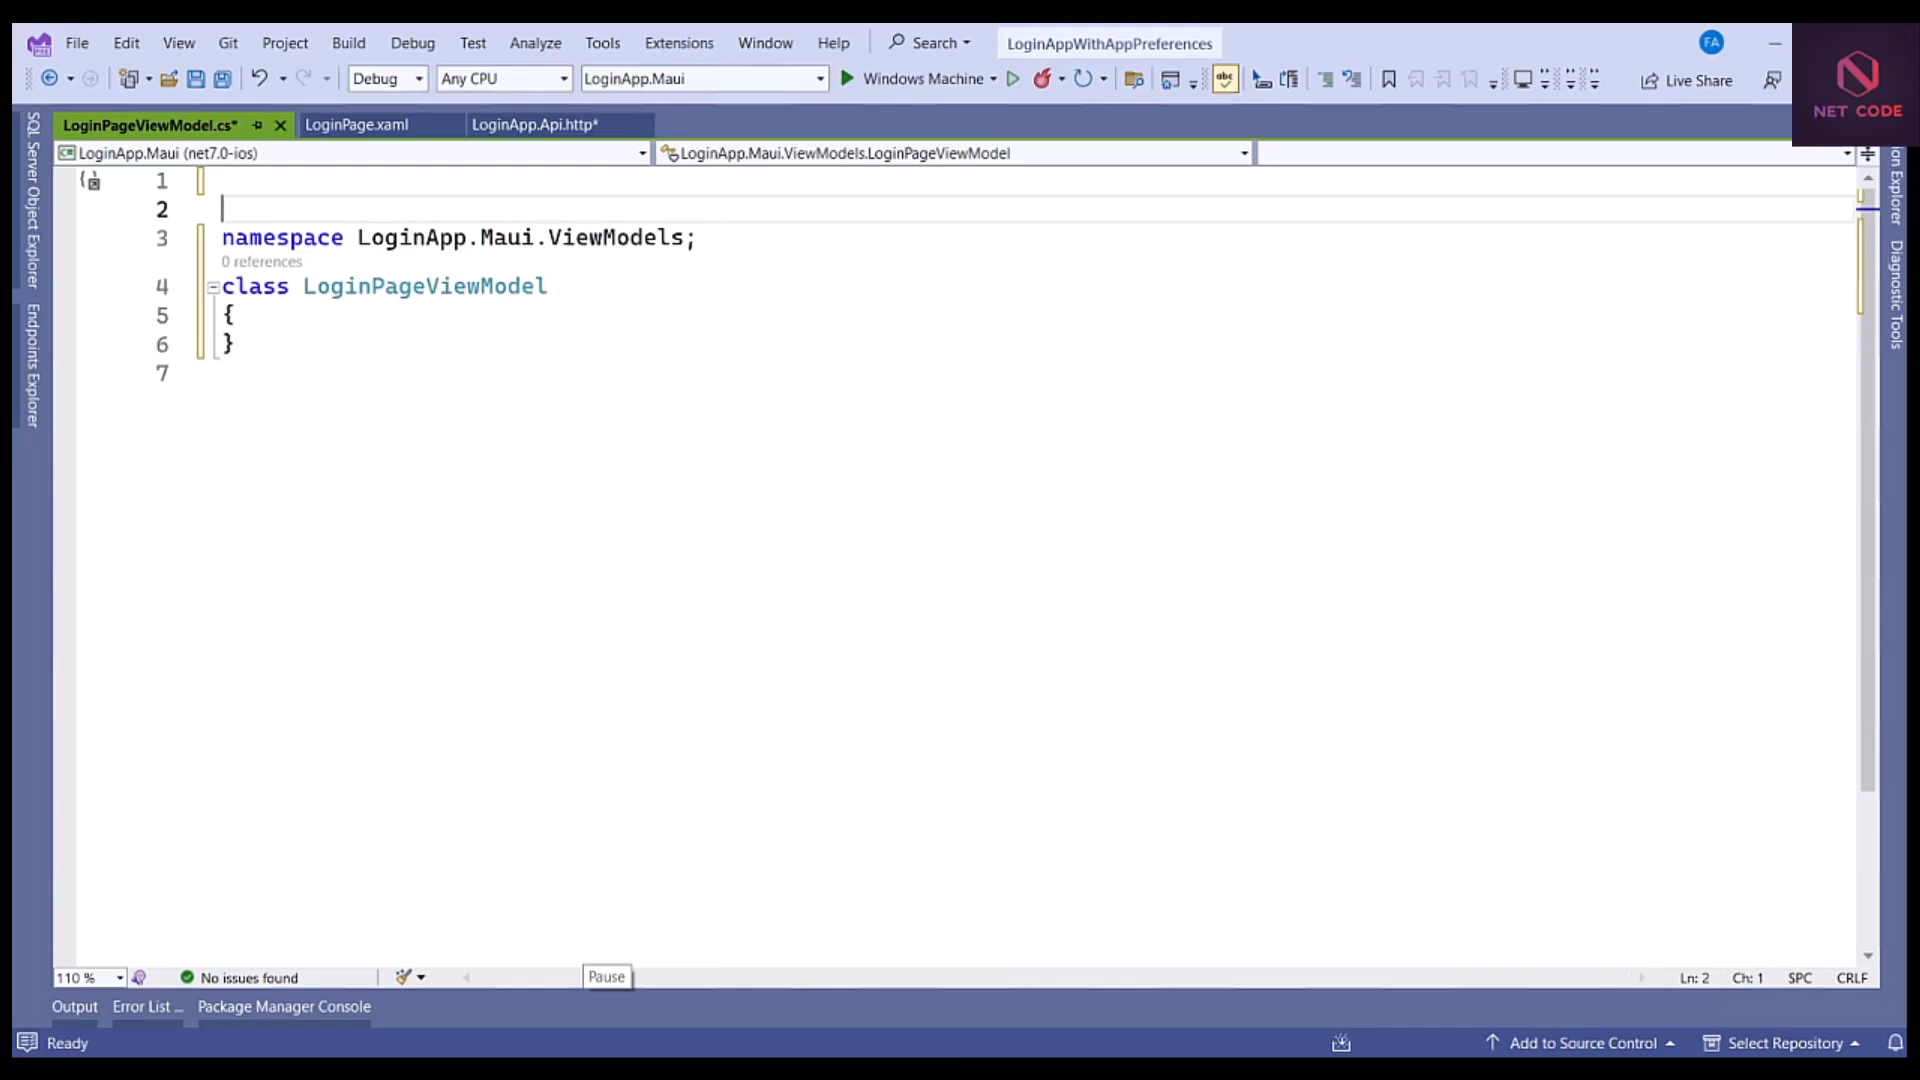 File Edit View Git Project Build Debug Test Analyze Tools Extensions Window Help Search LoginAppWithAppPreferences FA
Debug Any CPU LoginApp.Maui Windows Machine abc Live Share
NET CODE
LoginPageViewModel.cs* LoginPage.xaml LoginApp.Api.http*
LoginApp.Maui (net7.0-ios) LoginApp.Maui.ViewModels.LoginPageViewModel
SQL Server Object Explorer
Endpoints Explorer
ion Explorer
Diagnostic Tools
1
2
3 namespace LoginApp.Maui.ViewModels;
0 references
4 class LoginPageViewModel
5 {
6 }
7
110 % No issues found Pause Ln: 2 Ch: 1 SPC CRLF
Output Error List ... Package Manager Console
Ready Add to Source Control Select Repository